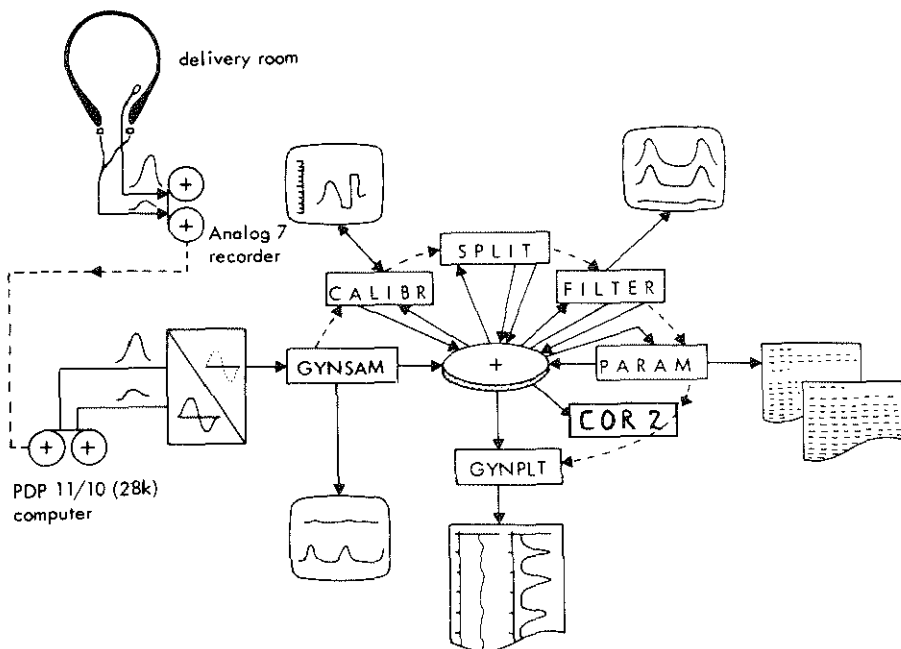 delivery room
Analog 7
recorder
SPLIT
CALIBR
FILTER
GYNSAM
PARAM
COR 2
GYNPLT
PDP 11/10 (28k)
computer